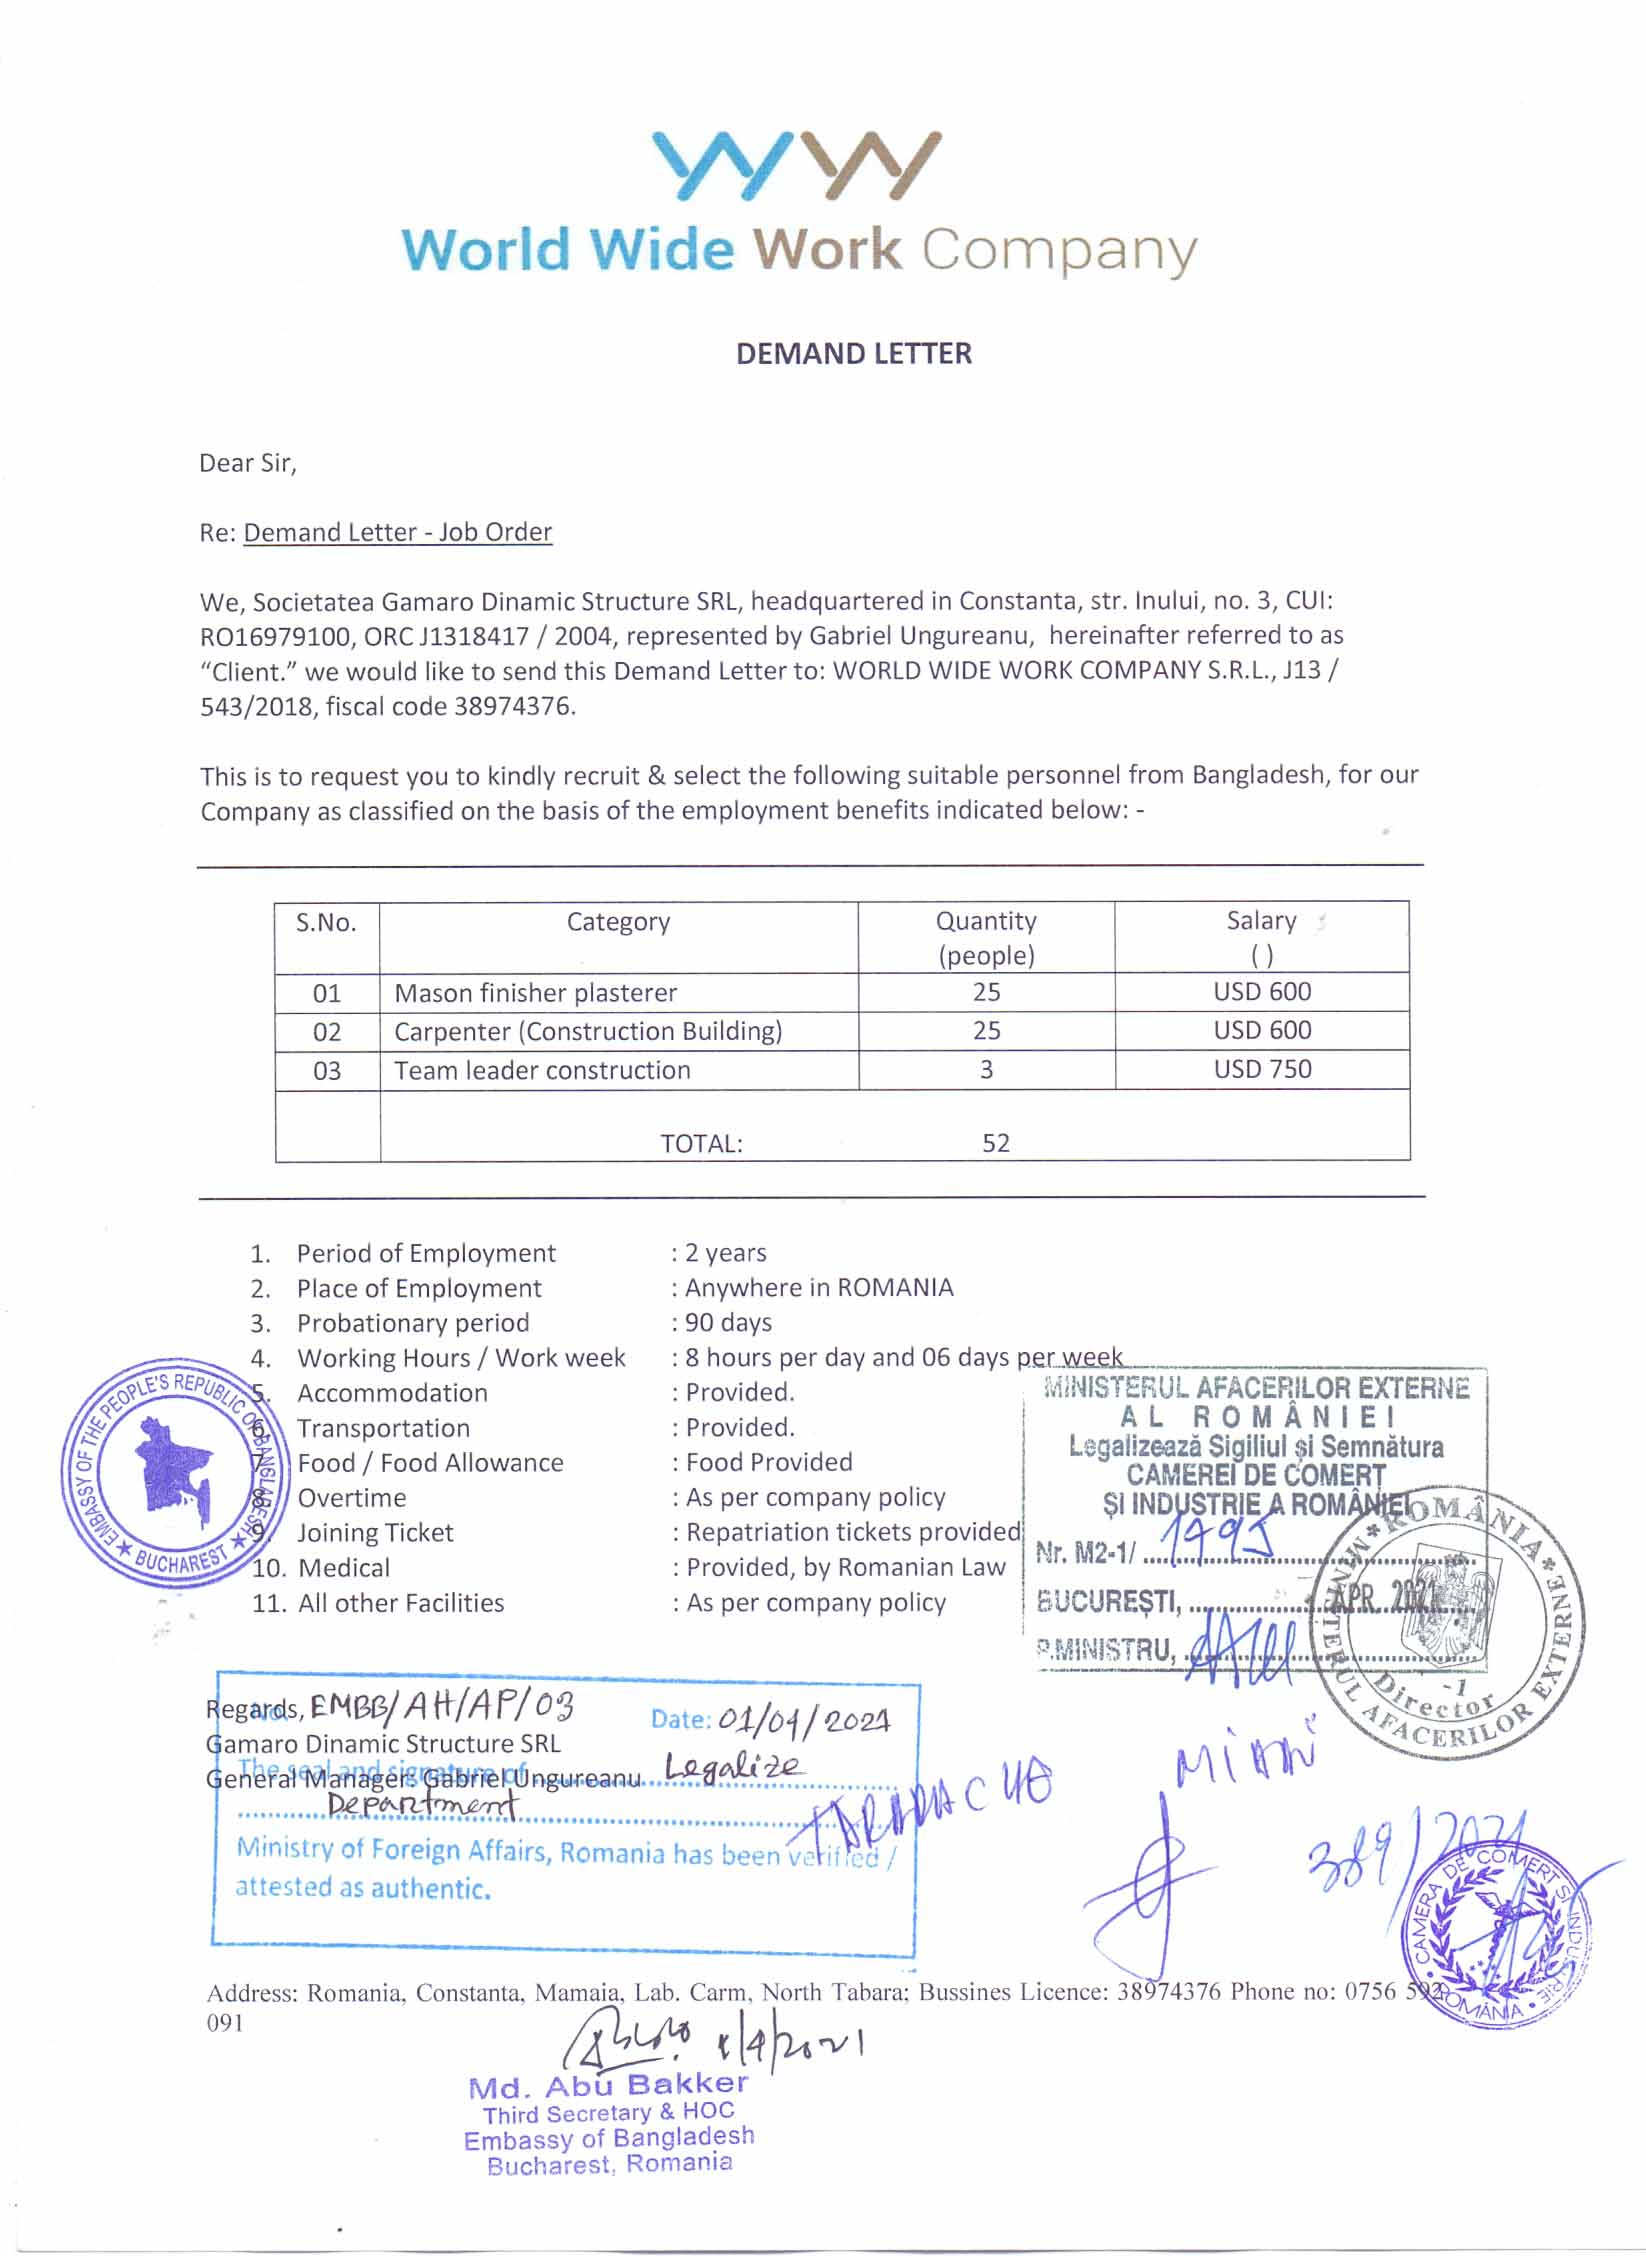 World Wide Work Company
DEMAND LETTER
Dear Sir,
Re: Demand Letter - Job Order
We, Societatea Gamaro Dinamic Structure SRL, headquartered in Constanta, str. Inului, no. 3, CUI:
RO16979100, ORC J1318417 / 2004, represented by Gabriel Ungureanu, hereinafter referred to as
“Client.” we would like to send this Demand Letter to: WORLD WIDE WORK COMPANY S.R.L., J13 /
543/2018, fiscal code 38974376.
This is to request you to kindly recruit & select the following suitable personnel from Bangladesh, for our
Company as classified on the basis of the employment benefits indicated below: -
S.No. Category Quantity (people) Salary ( )
01 Mason finisher plasterer 25 USD 600
02 Carpenter (Construction Building) 25 USD 600
03 Team leader construction 3 USD 750
TOTAL: 52
1. Period of Employment : 2 years
2. Place of Employment : Anywhere in ROMANIA
3. Probationary period : 90 days
4. Working Hours / Work week : 8 hours per day and 06 days per week
5. Accommodation : Provided.
6. Transportation : Provided.
7. Food / Food Allowance : Food Provided
8. Overtime : As per company policy
9. Joining Ticket : Repatriation tickets provided
10. Medical : Provided, by Romanian Law
11. All other Facilities : As per company policy
EMBASSY OF THE PEOPLE'S REPUBLIC OF BANGLADESH
BUCHAREST
MINISTERUL AFACERILOR EXTERNE
AL ROMÂNIEI
Legalizează Sigiliul și Semnătura
CAMEREI DE COMERȚ
ȘI INDUSTRIE A ROMÂNIEI
Nr. M2-1/ 1795
BUCUREȘTI, APR. 2021
P.MINISTRU,
ROMÂNIA
MINISTERUL AFACERILOR EXTERNE
-1
Director
Regards,
Gamaro Dinamic Structure SRL
General Manager: Gabriel Ungureanu
No. EMBB/AH/AP/03 Date: 01/04/2021
The seal and signature of Legalize
Department
Ministry of Foreign Affairs, Romania has been verified /
attested as authentic.
389/2021
CAMERA DE COMERT SI INDUSTRIE
ROMÂNIA
Address: Romania, Constanta, Mamaia, Lab. Carm, North Tabara; Bussines Licence: 38974376 Phone no: 0756 592
091
1/4/2021
Md. Abu Bakker
Third Secretary & HOC
Embassy of Bangladesh
Bucharest, Romania